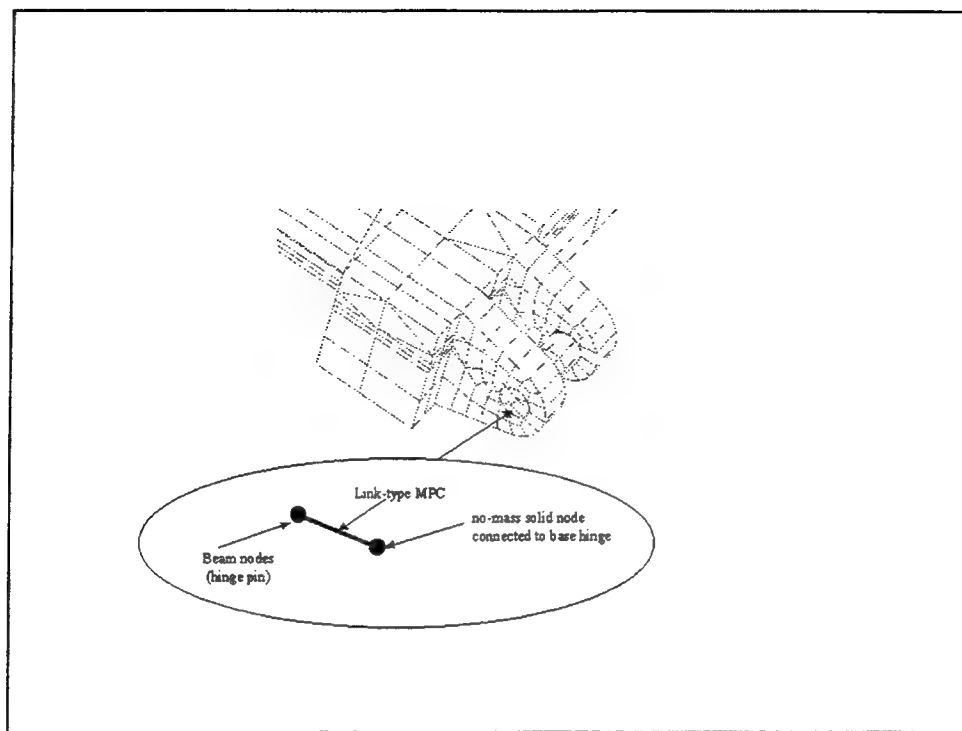 Link-type MPC
no-mass solid node
connected to base hinge
Beam nodes
(hinge pin)